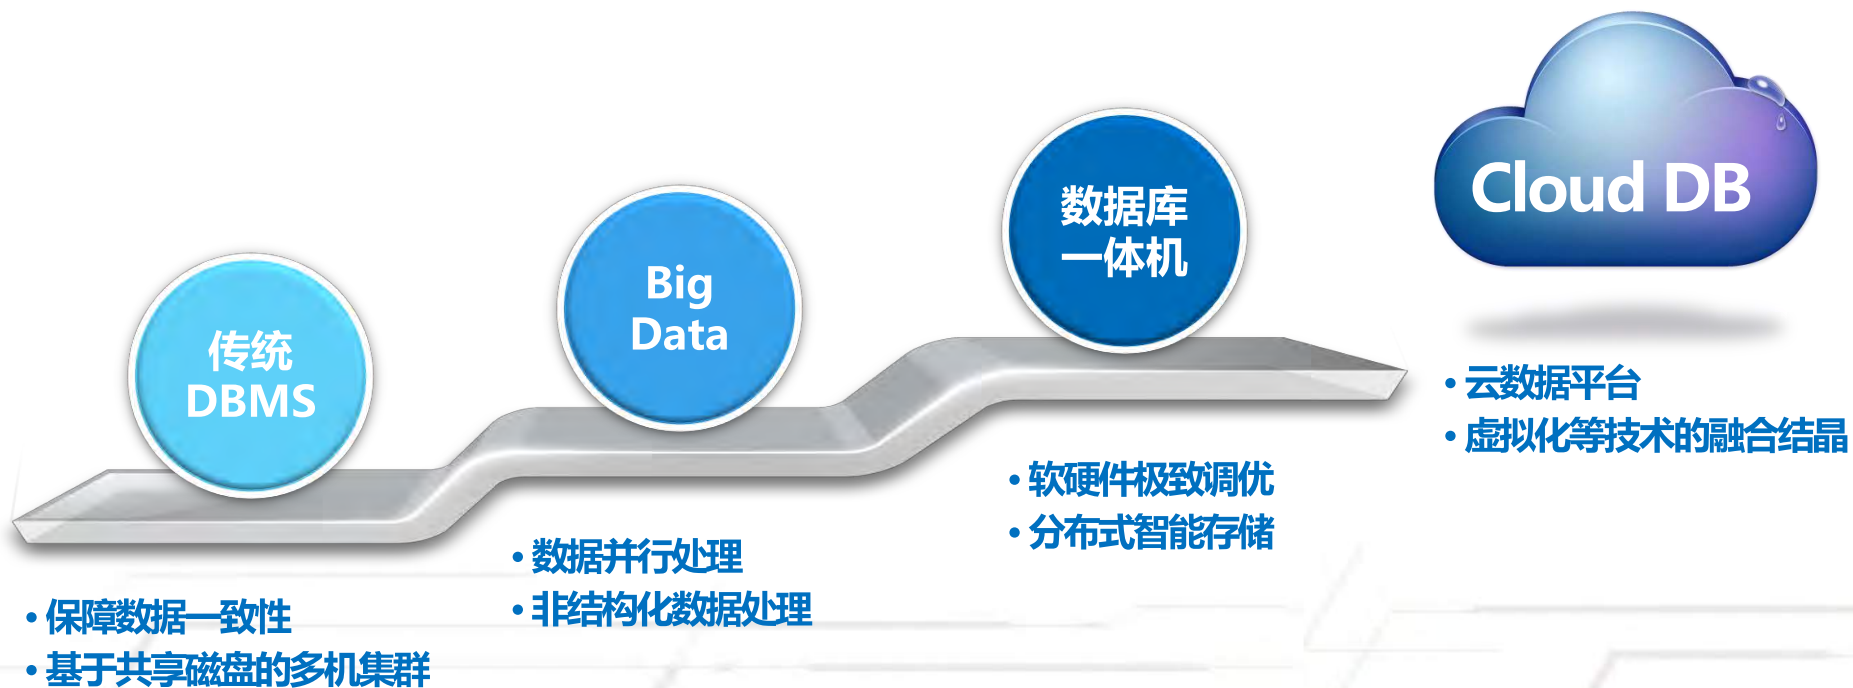 传统
DBMS
• 保障数据一致性
• 基于共享磁盘的多机集群
Big
Data
• 数据并行处理
• 非结构化数据处理
数据库
一体机
• 软硬件极致调优
• 分布式智能存储
Cloud DB
• 云数据平台
• 虚拟化等技术的融合结晶